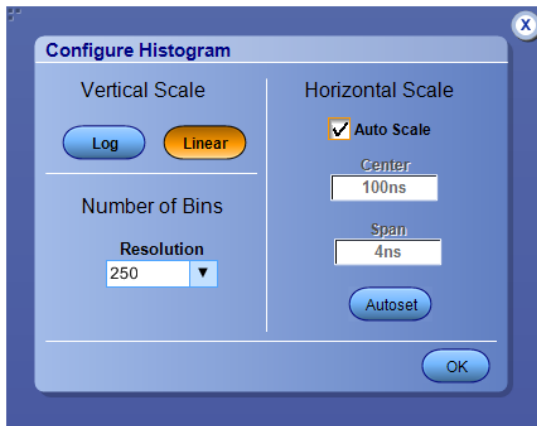 X
Configure Histogram
Vertical Scale
Log
Linear
Number of Bins
Resolution
250
Horizontal Scale
Auto Scale
Center
100ns
Span
4ns
Autoset
OK